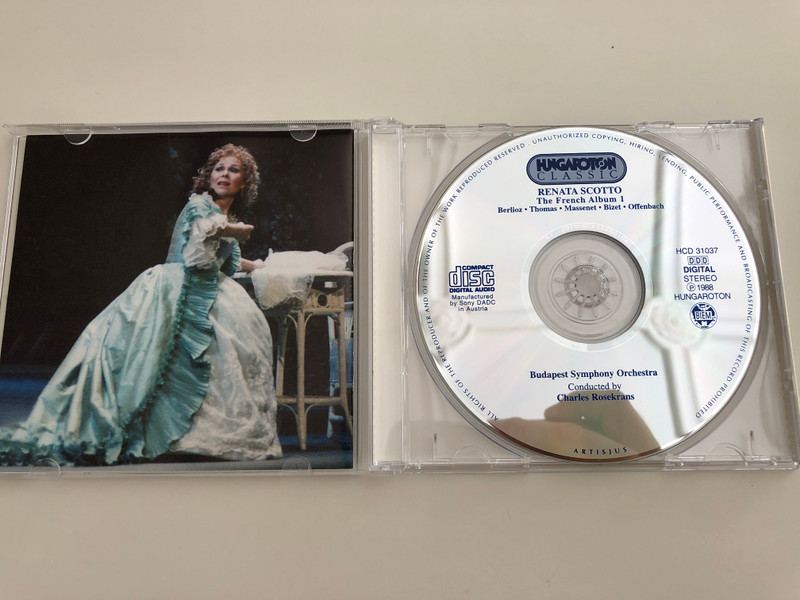 ALL RIGHTS OF THE REPRODUCER AND OF THE OWNER OF THE WORK REPRODUCED RESERVED · UNAUTHORIZED COPYING, HIRING, LENDING, PUBLIC PERFORMANCE AND BROADCASTING OF THIS RECORD PROHIBITED
HUNGAROTON
CLASSIC
RENATA SCOTTO
The French Album 1
Berlioz • Thomas • Massenet • Bizet • Offenbach
COMPACT
disc
DIGITAL AUDIO
Manufactured
by Sony DADC
in Austria
HCD 31037
DDD
DIGITAL
STEREO
℗ 1988
HUNGAROTON
BIEM
Budapest Symphony Orchestra
Conducted by
Charles Rosekrans
ARTISJUS